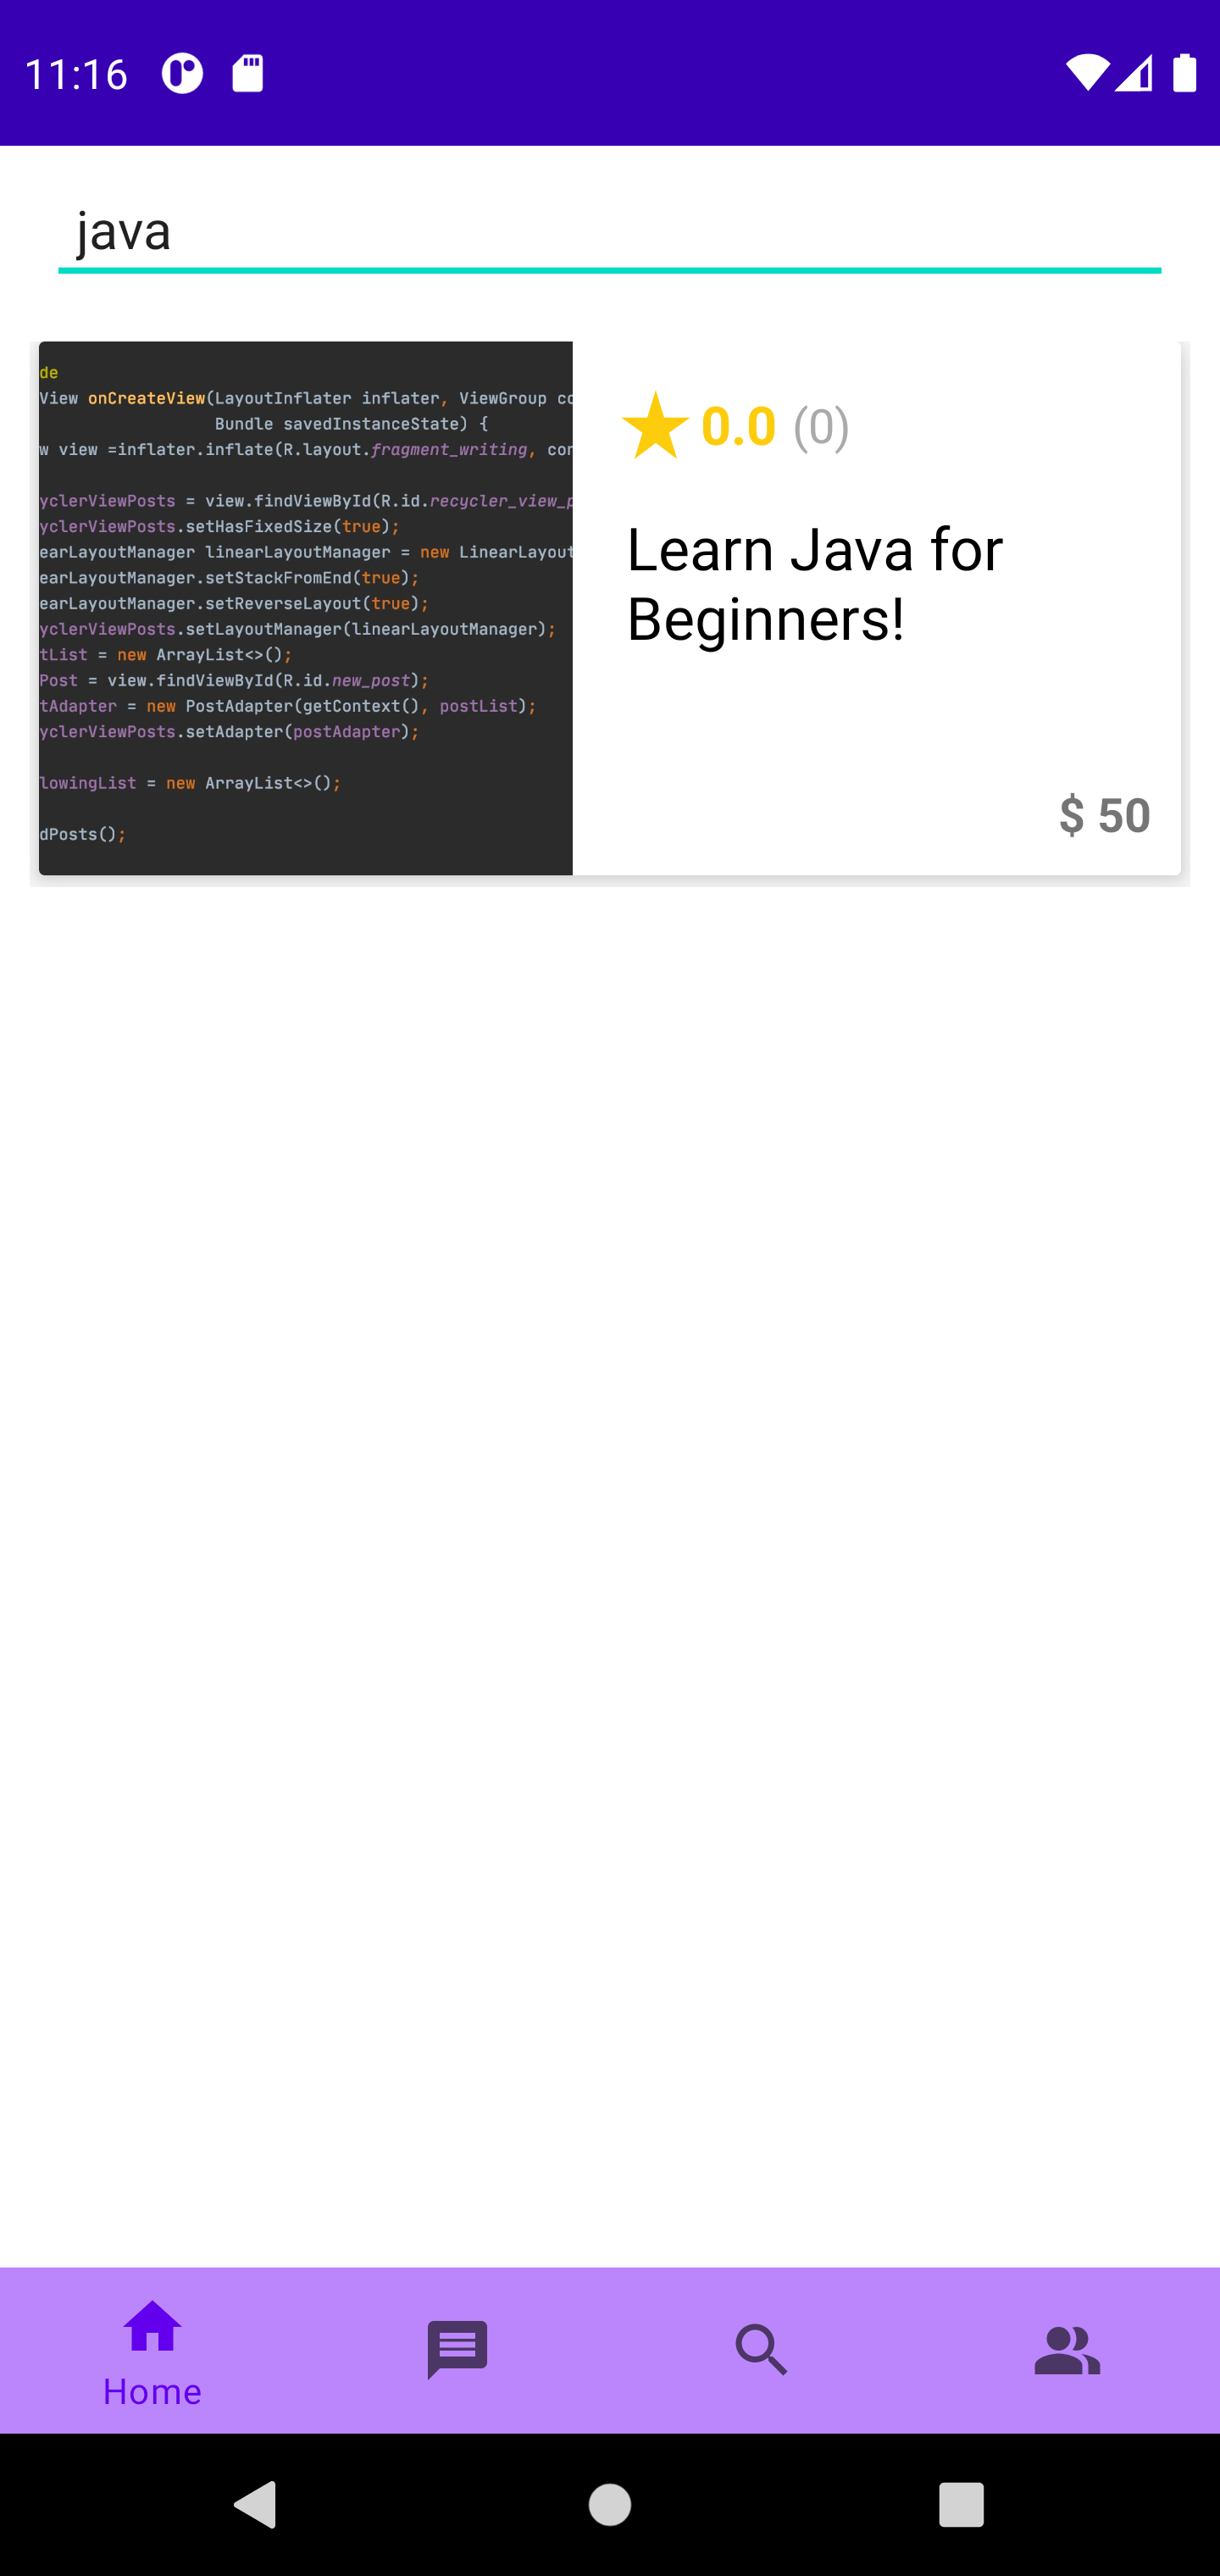 11:16
java
de
View onCreateView(LayoutInflater inflater, ViewGroup co
Bundle savedInstanceState) {
w view =inflater.inflate(R.layout.fragment_writing, con
yclerViewPosts = view.findViewById(R.id.recycler_view_p
yclerViewPosts.setHasFixedSize(true);
earLayoutManager linearLayoutManager = new LinearLayout
earLayoutManager.setStackFromEnd(true);
earLayoutManager.setReverseLayout(true);
yclerViewPosts.setLayoutManager(linearLayoutManager);
tList = new ArrayList<>();
Post = view.findViewById(R.id.new_post);
tAdapter = new PostAdapter(getContext(), postList);
yclerViewPosts.setAdapter(postAdapter);
lowingList = new ArrayList<>();
dPosts();
0.0 (0)
Learn Java for
Beginners!
$ 50
Home